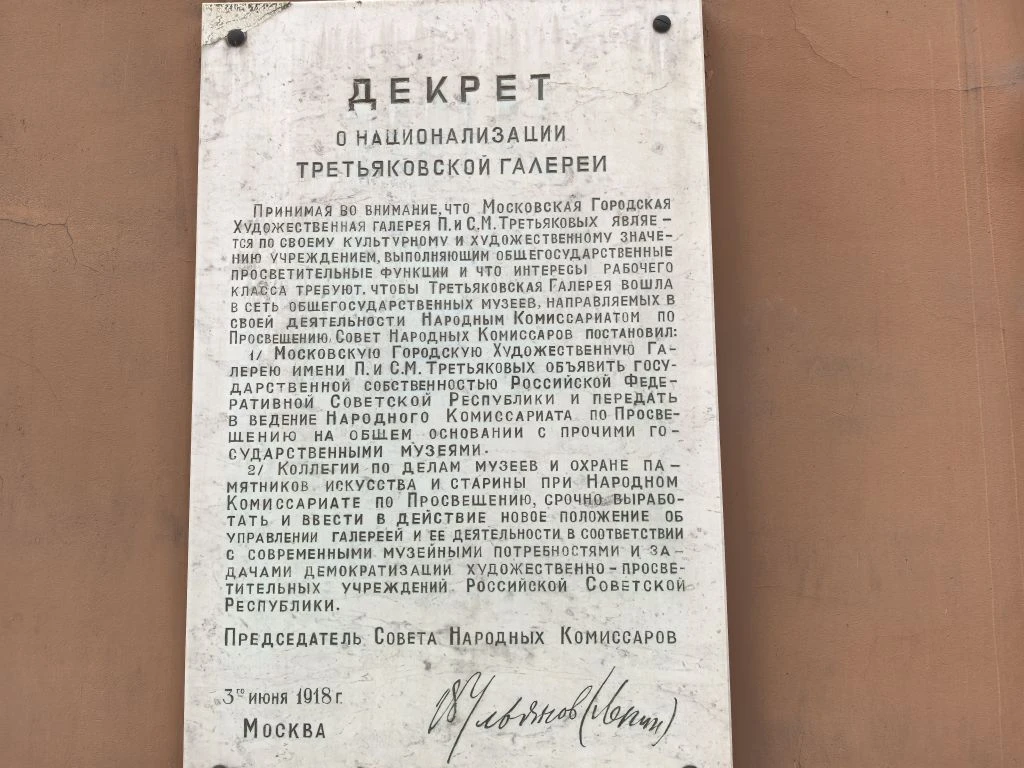 ДЕКРЕТ
О НАЦИОНАЛИЗАЦИИ
ТРЕТЬЯКОВСКОЙ ГАЛЕРЕИ
ПРИНИМАЯ ВО ВНИМАНИЕ, ЧТО МОСКОВСКАЯ ГОРОДСКАЯ
ХУДОЖЕСТВЕННАЯ ГАЛЕРЕЯ П. И С.М. ТРЕТЬЯКОВЫХ ЯВЛЯЕ-
ТСЯ ПО СВОЕМУ КУЛЬТУРНОМУ И ХУДОЖЕСТВЕННОМУ ЗНАЧЕ-
НИЮ УЧРЕЖДЕНИЕМ, ВЫПОЛНЯЮЩИМ ОБЩЕГОСУДАРСТВЕННЫЕ
ПРОСВЕТИТЕЛЬНЫЕ ФУНКЦИИ И ЧТО ИНТЕРЕСЫ РАБОЧЕГО
КЛАССА ТРЕБУЮТ, ЧТОБЫ ТРЕТЬЯКОВСКАЯ ГАЛЕРЕЯ ВОШЛА
В СЕТЬ ОБЩЕГОСУДАРСТВЕННЫХ МУЗЕЕВ, НАПРАВЛЯЕМЫХ В
СВОЕЙ ДЕЯТЕЛЬНОСТИ НАРОДНЫМ КОМИССАРИАТОМ ПО
ПРОСВЕЩЕНИЮ, СОВЕТ НАРОДНЫХ КОМИССАРОВ ПОСТАНОВИЛ:
1/ МОСКОВСКУЮ ГОРОДСКУЮ ХУДОЖЕСТВЕННУЮ ГА-
ЛЕРЕЮ ИМЕНИ П. И С.М. ТРЕТЬЯКОВЫХ ОБЪЯВИТЬ ГОСУ-
ДАРСТВЕННОЙ СОБСТВЕННОСТЬЮ РОССИЙСКОЙ ФЕДЕ-
РАТИВНОЙ СОВЕТСКОЙ РЕСПУБЛИКИ И ПЕРЕДАТЬ
В ВЕДЕНИЕ НАРОДНОГО КОМИССАРИАТА ПО ПРОСВЕ-
ЩЕНИЮ НА ОБЩЕМ ОСНОВАНИИ С ПРОЧИМИ ГО-
СУДАРСТВЕННЫМИ МУЗЕЯМИ.
2/ КОЛЛЕГИИ ПО ДЕЛАМ МУЗЕЕВ И ОХРАНЕ ПА-
МЯТНИКОВ ИСКУССТВА И СТАРИНЫ ПРИ НАРОДНОМ
КОМИССАРИАТЕ ПО ПРОСВЕЩЕНИЮ, СРОЧНО ВЫРАБО-
ТАТЬ И ВВЕСТИ В ДЕЙСТВИЕ НОВОЕ ПОЛОЖЕНИЕ ОБ
УПРАВЛЕНИИ ГАЛЕРЕЕЙ И ЕЕ ДЕЯТЕЛЬНОСТИ В СООТВЕТСТВИИ
С СОВРЕМЕННЫМИ МУЗЕЙНЫМИ ПОТРЕБНОСТЯМИ И ЗА-
ДАЧАМИ ДЕМОКРАТИЗАЦИИ ХУДОЖЕСТВЕННО-ПРОСВЕ-
ТИТЕЛЬНЫХ УЧРЕЖДЕНИЙ РОССИЙСКОЙ СОВЕТСКОЙ
РЕСПУБЛИКИ.
ПРЕДСЕДАТЕЛЬ СОВЕТА НАРОДНЫХ КОМИССАРОВ
3го ИЮНЯ 1918 г.
В Ульянов (Ленин)
МОСКВА